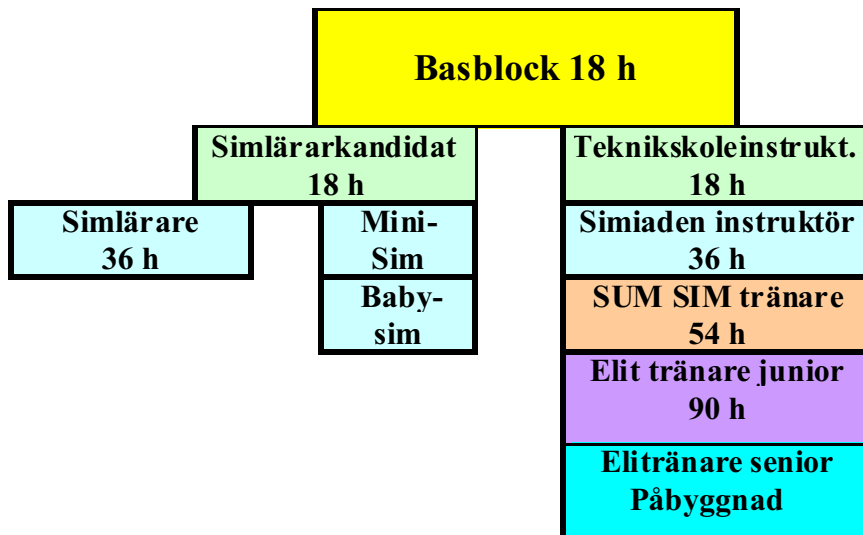 Basblock 18 h
Simlärarkandidat
18 h
Teknikskoleinstrukt.
18 h
Simlärare
36 h
Mini-
Sim
Simiaden instruktör
36 h
Baby-
sim
SUM SIM tränare
54 h
Elit tränare junior
90 h
Elitränare senior
Påbyggnad